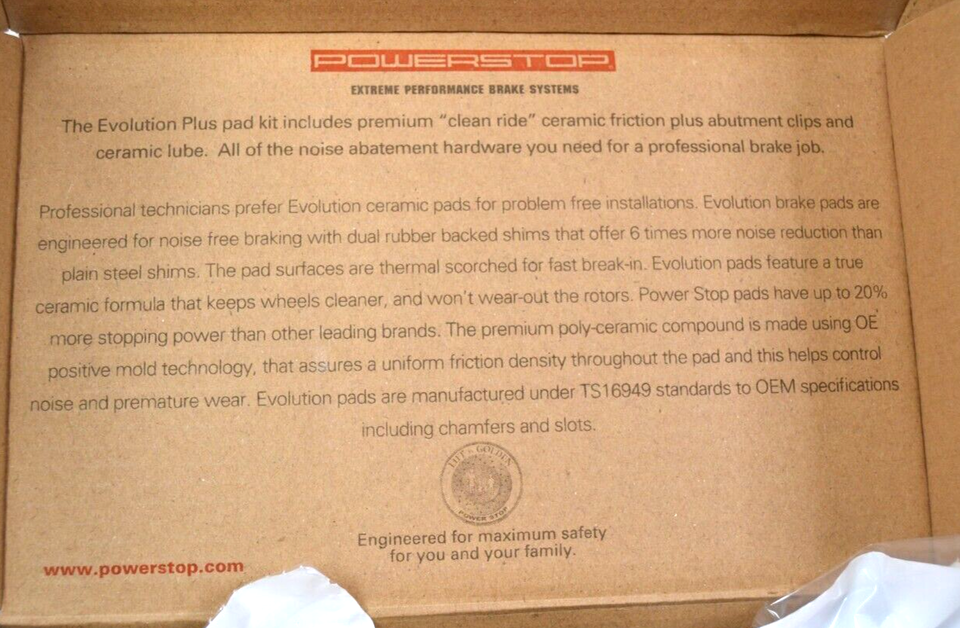 POWERSTOP
EXTREME PERFORMANCE BRAKE SYSTEMS
The Evolution Plus pad kit includes premium "clean ride" ceramic friction plus abutment clips and
ceramic lube. All of the noise abatement hardware you need for a professional brake job.
Professional technicians prefer Evolution ceramic pads for problem free installations. Evolution brake pads are
engineered for noise free braking with dual rubber backed shims that offer 6 times more noise reduction than
plain steel shims. The pad surfaces are thermal scorched for fast break-in. Evolution pads feature a true
ceramic formula that keeps wheels cleaner, and won't wear-out the rotors. Power Stop pads have up to 20%
more stopping power than other leading brands. The premium poly-ceramic compound is made using OE
positive mold technology, that assures a uniform friction density throughout the pad and this helps control
noise and premature wear. Evolution pads are manufactured under TS16949 standards to OEM specifications
including chamfers and slots.
GOLDEN
POWER STOP
Engineered for maximum safety
for you and your family.
www.powerstop.com